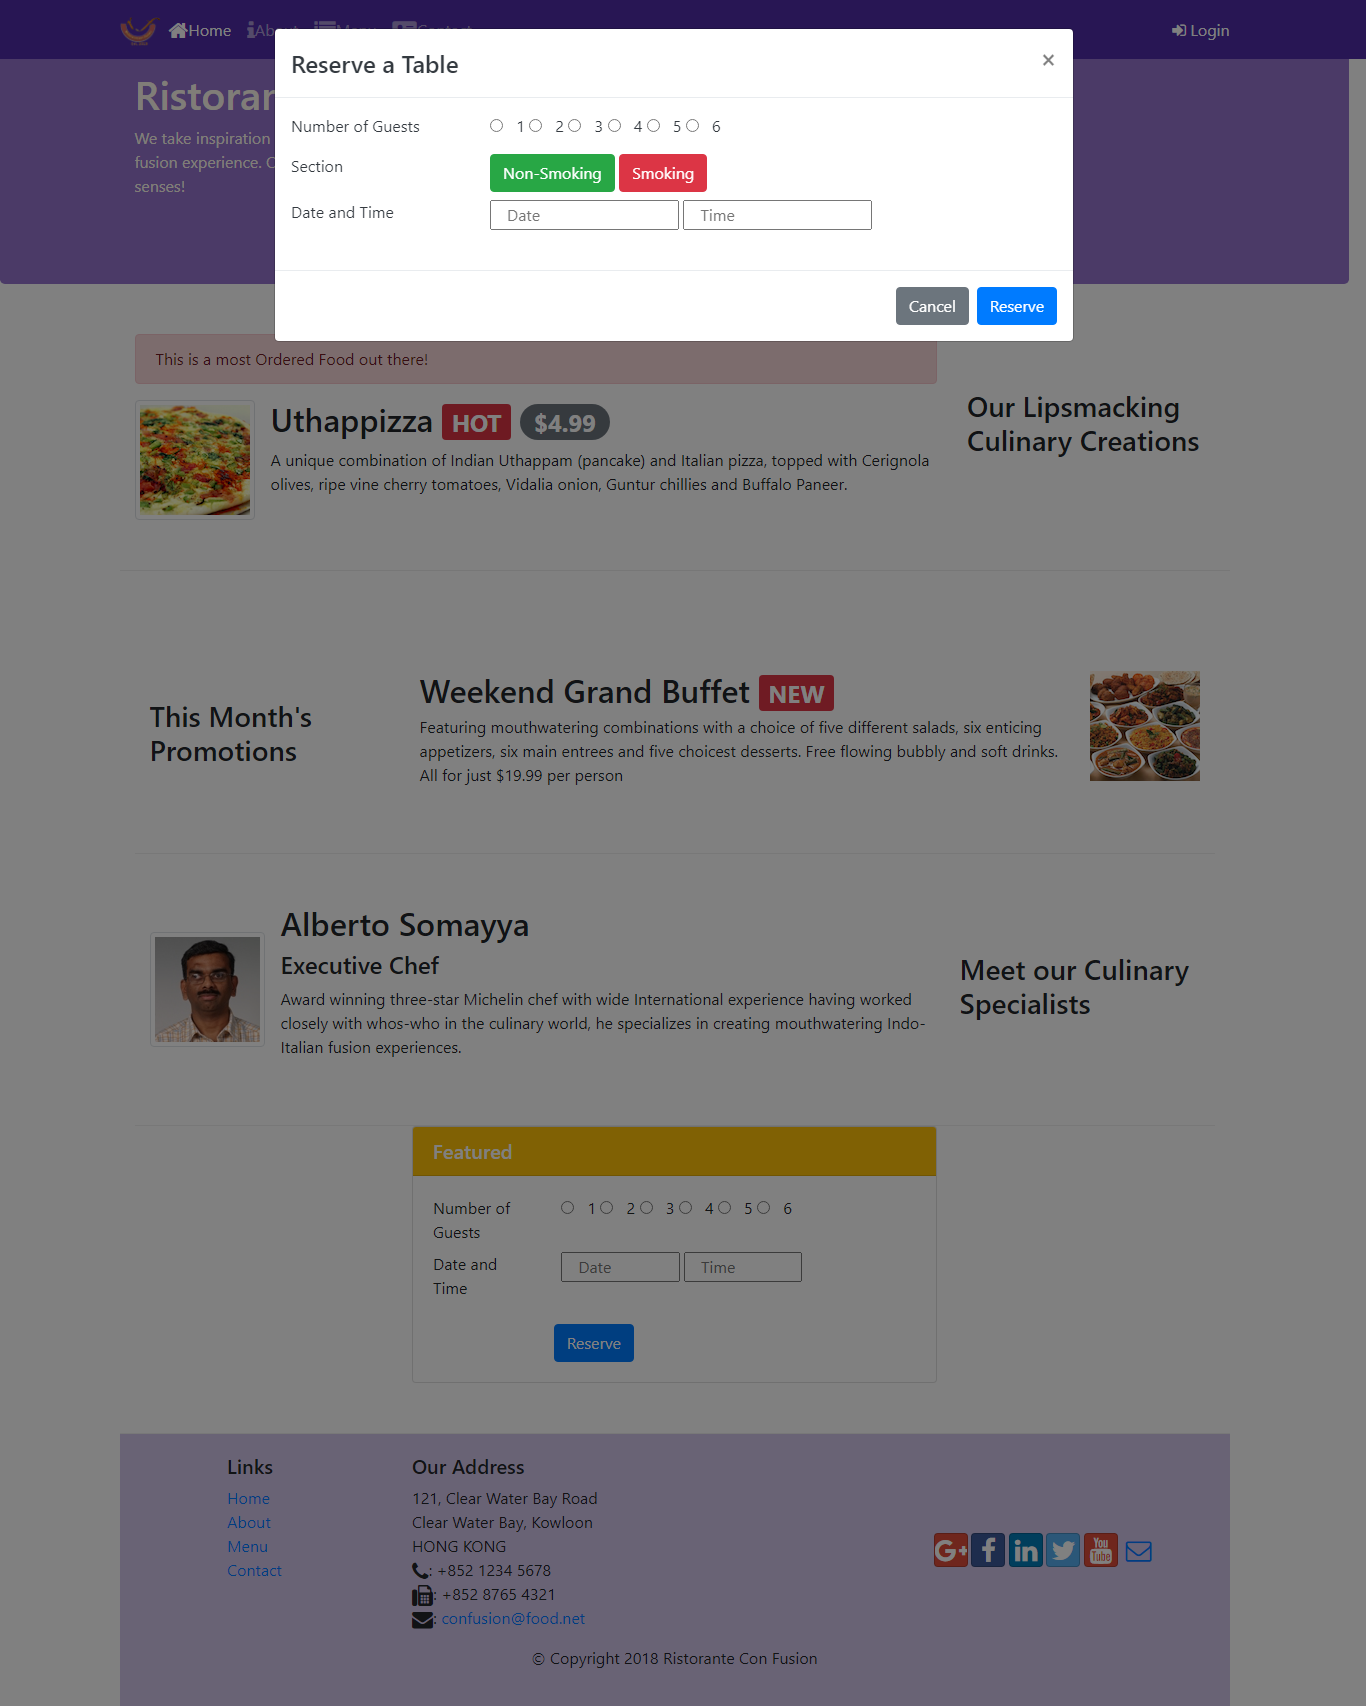 Home About Menu Contact Login
Reserve a Table ×
Ristoran
We take inspiration
fusion experience.
senses!
Number of Guests 1 2 3 4 5 6
Section Non-Smoking Smoking
Date and Time Date Time
Cancel Reserve
This is a most Ordered Food out there!
Uthappizza HOT $4.99
A unique combination of Indian Uthappam (pancake) and Italian pizza, topped with Cerignola
olives, ripe vine cherry tomatoes, Vidalia onion, Guntur chillies and Buffalo Paneer.
Our Lipsmacking
Culinary Creations
This Month's
Promotions
Weekend Grand Buffet NEW
Featuring mouthwatering combinations with a choice of five different salads, six enticing
appetizers, six main entrees and five choicest desserts. Free flowing bubbly and soft drinks.
All for just $19.99 per person
Alberto Somayya
Executive Chef
Award winning three-star Michelin chef with wide International experience having worked
closely with whos-who in the culinary world, he specializes in creating mouthwatering Indo-
Italian fusion experiences.
Meet our Culinary
Specialists
Featured
Number of
Guests
1 2 3 4 5 6
Date and
Time
Date Time
Reserve
Links
Home
About
Menu
Contact
Our Address
121, Clear Water Bay Road
Clear Water Bay, Kowloon
HONG KONG
: +852 1234 5678
: +852 8765 4321
: confusion@food.net
G+ f in You Tube
© Copyright 2018 Ristorante Con Fusion